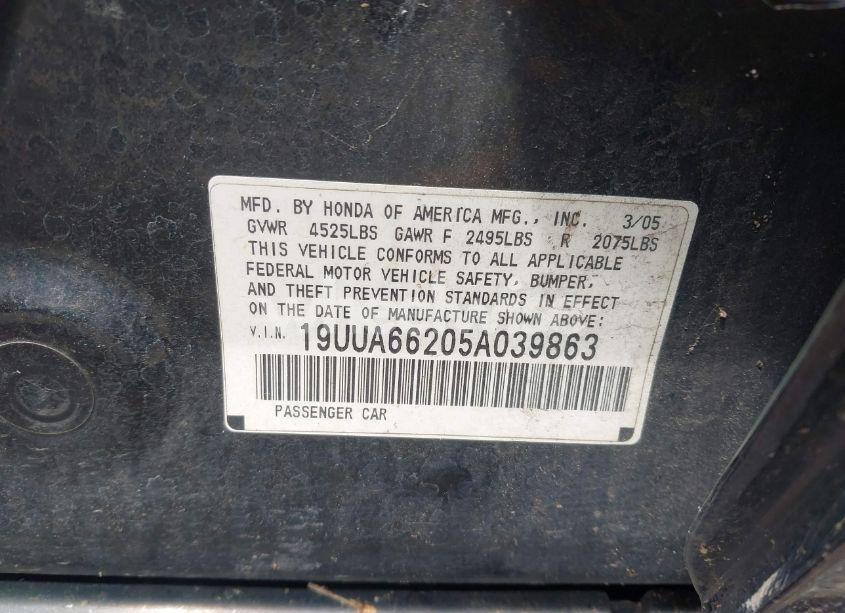 MFD. BY HONDA OF AMERICA MFG., INC. 3/05
GVWR 4525LBS GAWR F 2495LBS R 2075LBS
THIS VEHICLE CONFORMS TO ALL APPLICABLE
FEDERAL MOTOR VEHICLE SAFETY, BUMPER,
AND THEFT PREVENTION STANDARDS IN EFFECT
ON THE DATE OF MANUFACTURE SHOWN ABOVE:
V.I.N. 19UUA66205A039863
PASSENGER CAR